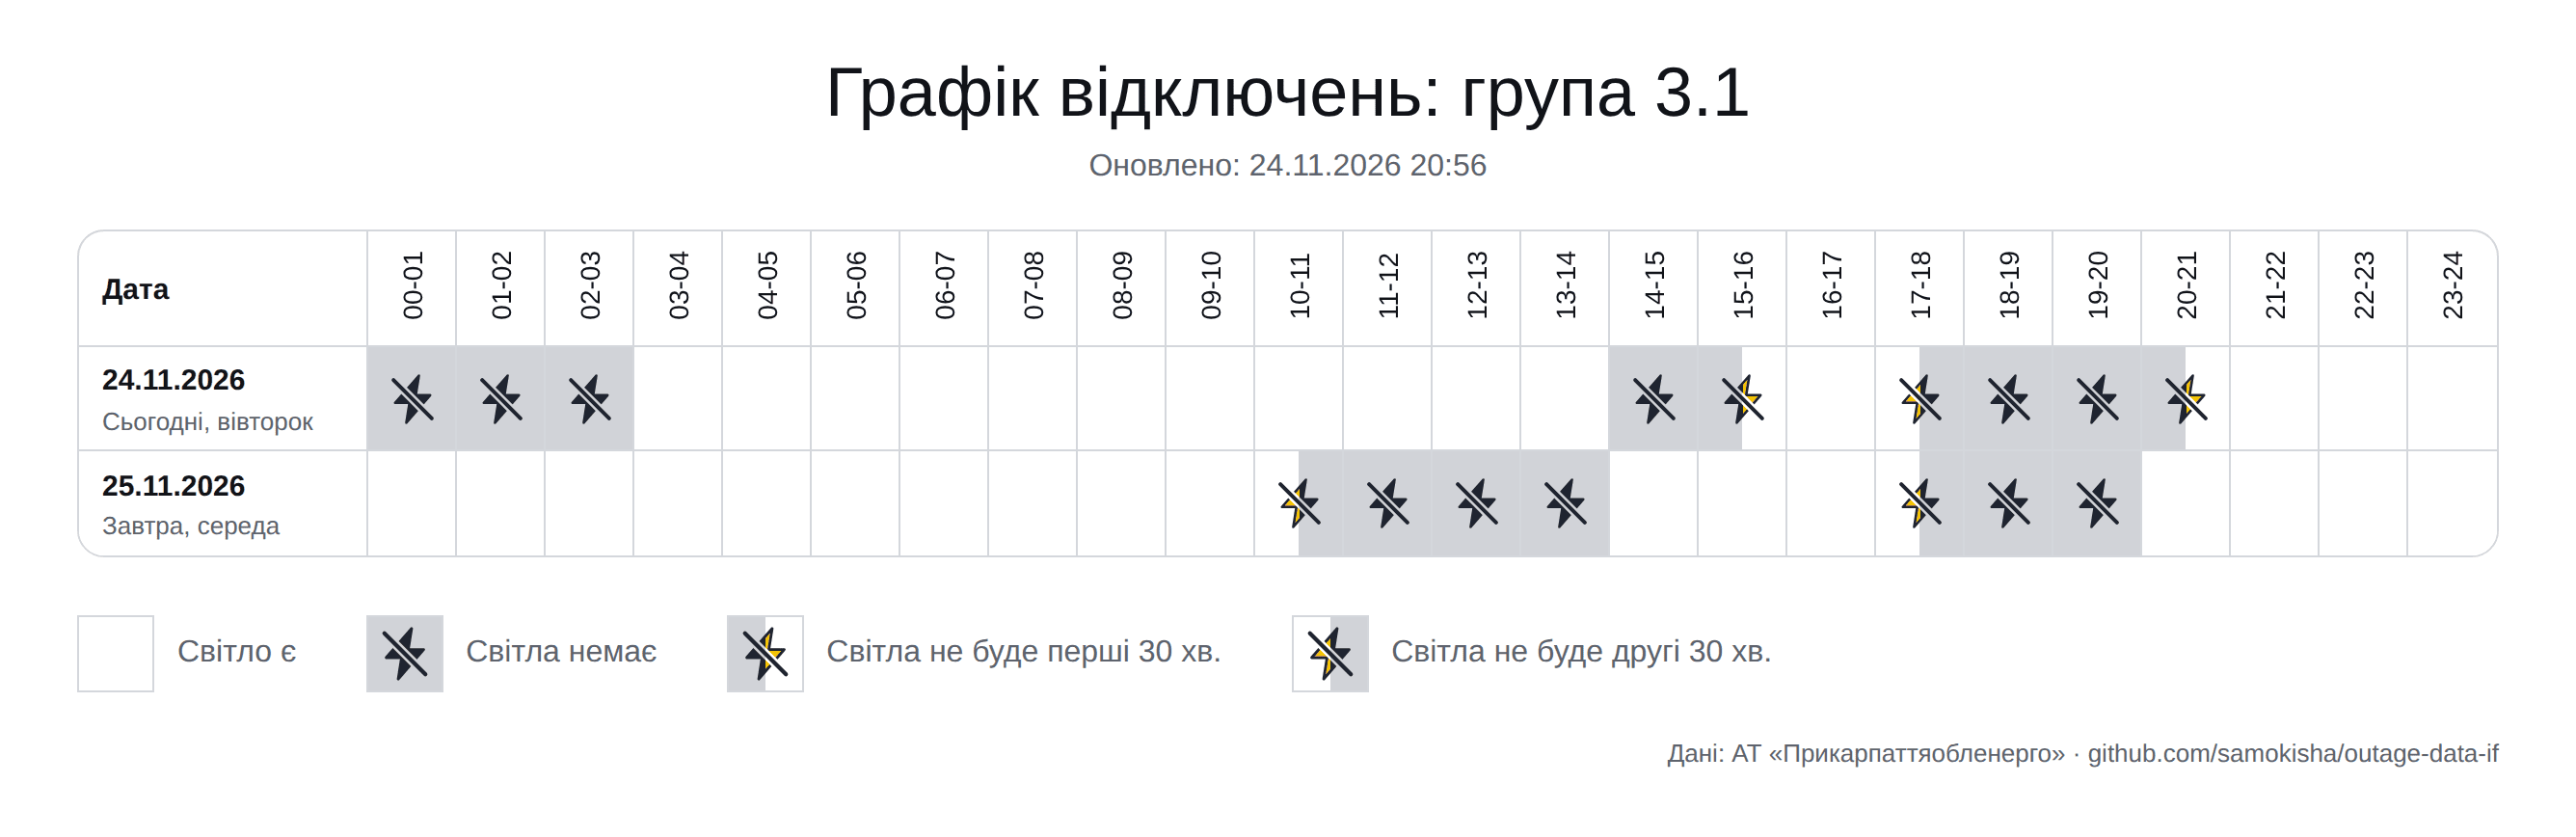 Графік відключень: група 3.1
Оновлено: 24.11.2026 20:56
Дата 00-01 01-02 02-03 03-04 04-05 05-06 06-07 07-08 08-09 09-10 10-11 11-12 12-13 13-14 14-15 15-16 16-17 17-18 18-19 19-20 20-21 21-22 22-23 23-24
24.11.2026
Сьогодні, вівторок
25.11.2026
Завтра, середа
Світло є Світла немає Світла не буде перші 30 хв. Світла не буде другі 30 хв.
Дані: АТ «Прикарпаттяобленерго» · github.com/samokisha/outage-data-if